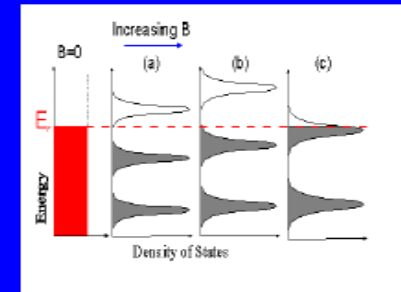 Increasing B
B=0
(a)
(b)
(c)
E
Energy
Density of States